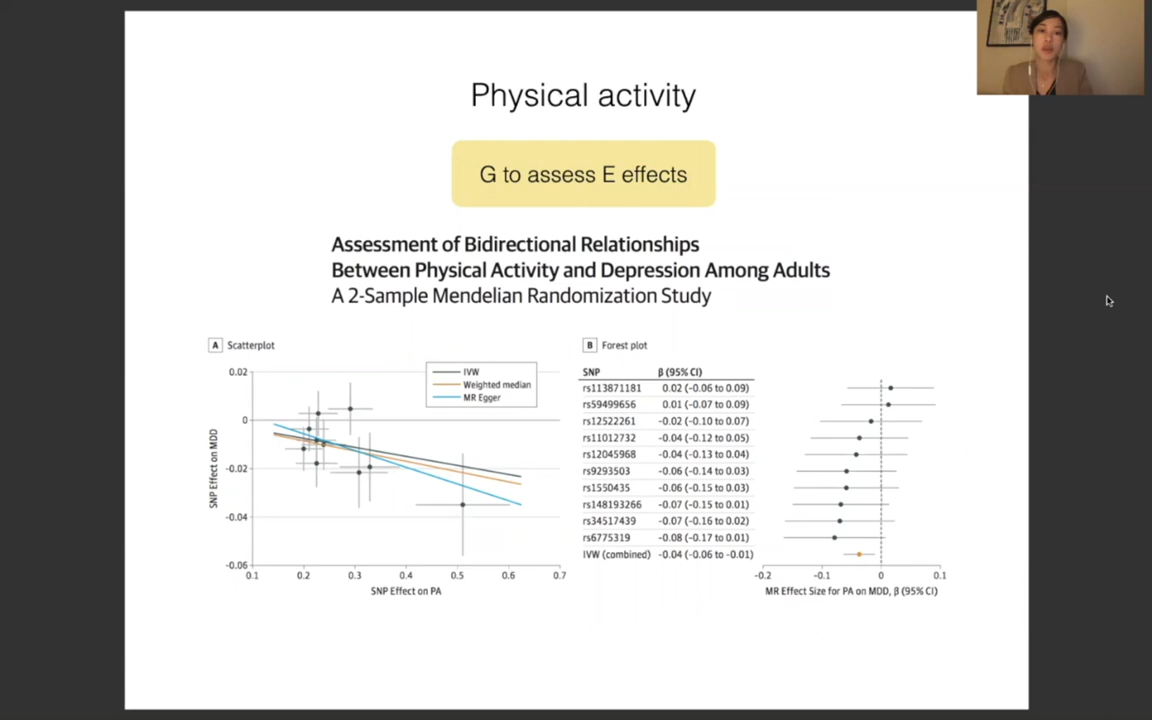 Physical activity
G to assess E effects
Assessment of Bidirectional Relationships
Between Physical Activity and Depression Among Adults
A 2-Sample Mendelian Randomization Study
A Scatterplot
0.02
0
-0.02
-0.04
-0.06
SNP Effect on MDD
IVW
Weighted median
MR Egger
0.1 0.2 0.3 0.4 0.5 0.6 0.7
SNP Effect on PA
B Forest plot
SNP β (95% CI)
rs113871181 0.02 (-0.06 to 0.09)
rs59499656 0.01 (-0.07 to 0.09)
rs12522261 -0.02 (-0.10 to 0.07)
rs11012732 -0.04 (-0.12 to 0.05)
rs12045968 -0.04 (-0.13 to 0.04)
rs9293503 -0.06 (-0.14 to 0.03)
rs1550435 -0.06 (-0.15 to 0.03)
rs148193266 -0.07 (-0.15 to 0.01)
rs34517439 -0.07 (-0.16 to 0.02)
rs6775319 -0.08 (-0.17 to 0.01)
IVW (combined) -0.04 (-0.06 to -0.01)
-0.2 -0.1 0 0.1
MR Effect Size for PA on MDD, β (95% CI)